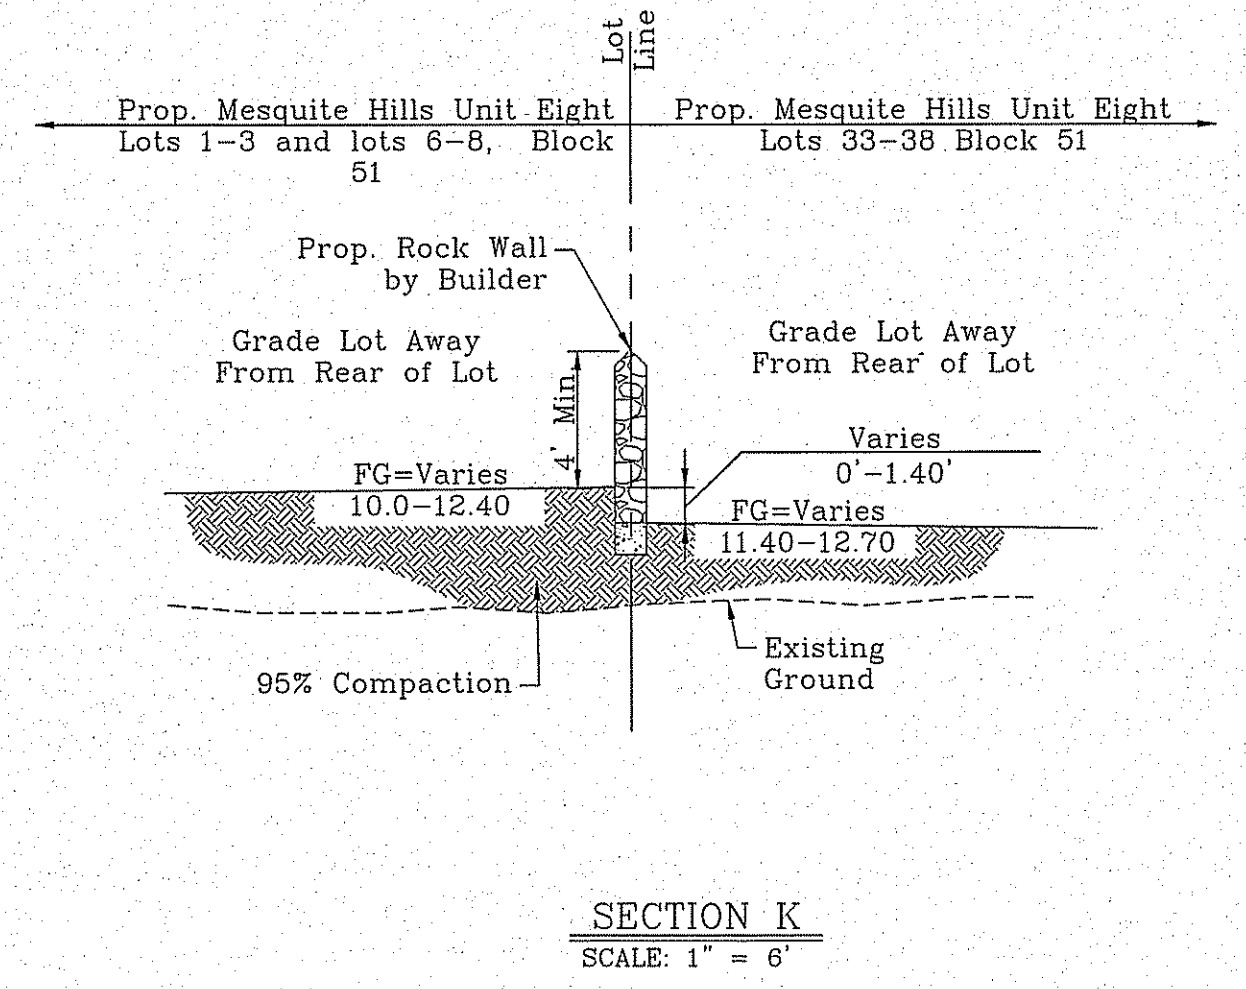 Lot
Line
Prop. Mesquite Hills Unit Eight
Lots 1-3 and lots 6-8, Block
51
Prop. Mesquite Hills Unit Eight
Lots 33-38 Block 51
Prop. Rock Wall
by Builder
Grade Lot Away
From Rear of Lot
Grade Lot Away
From Rear of Lot
4' Min.
Varies
0'-1.40'
FG=Varies
10.0-12.40
FG=Varies
11.40-12.70
95% Compaction
Existing
Ground
SECTION K
SCALE: 1" = 6'